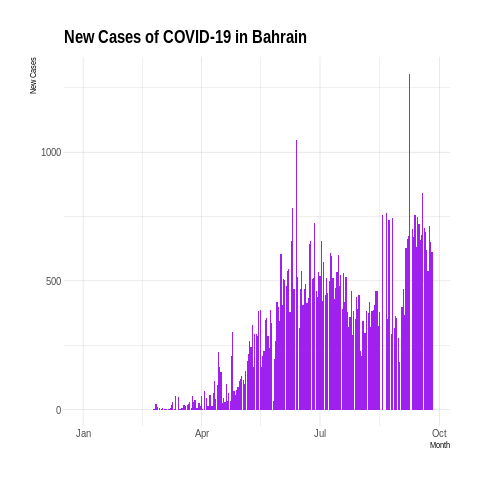 New Cases of COVID-19 in Bahrain
New Cases
1000
500
0
Jan Apr Jul Oct
Month